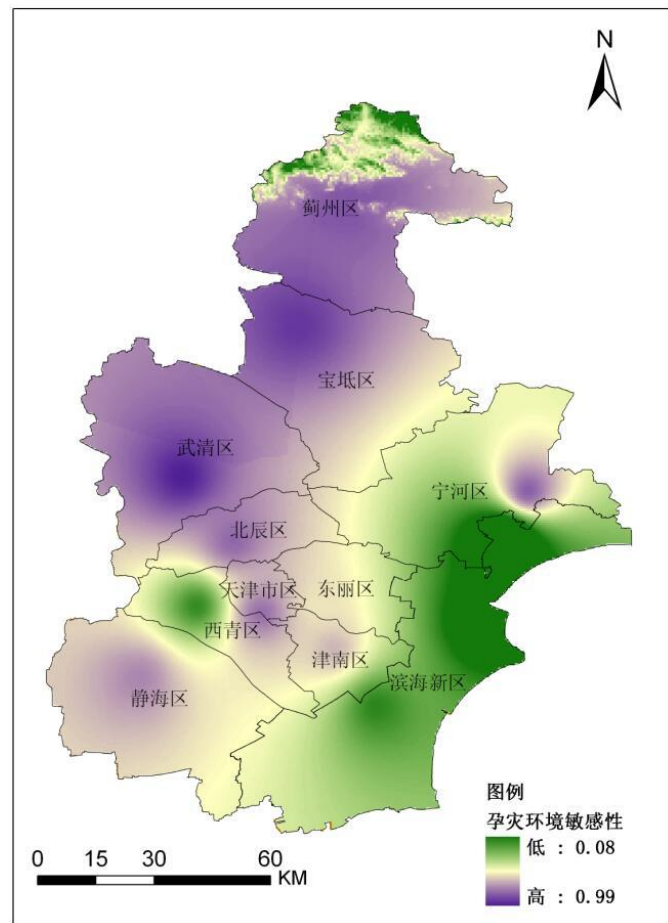 N
蓟州区
宝坻区
武清区
宁河区
北辰区
天津市区
东丽区
西青区
津南区
静海区
滨海新区
图例
孕灾环境敏感性
低 : 0.08
高 : 0.99
0 15 30 60
KM